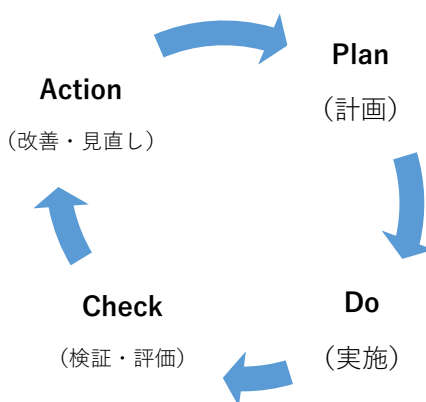 Plan
（計画）
Do
（実施）
Check
（検証・評価）
Action
（改善・見直し）